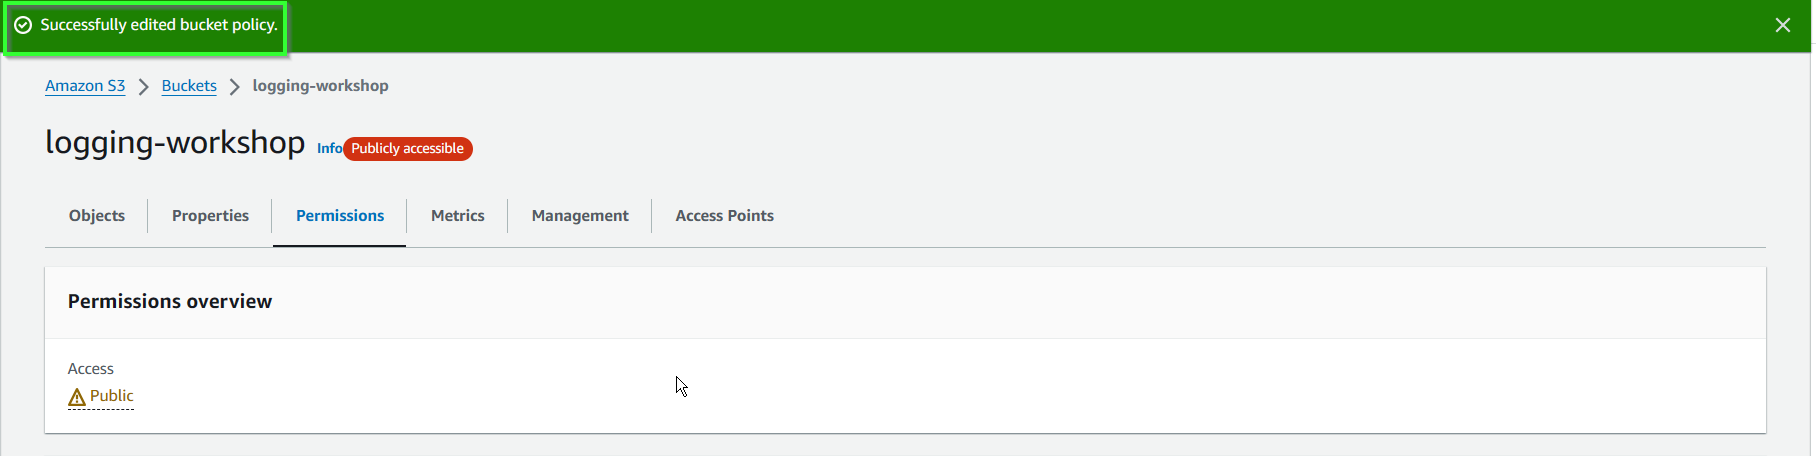 Successfully edited bucket policy.
Amazon S3 > Buckets > logging-workshop
logging-workshop Info Publicly accessible
Objects Properties Permissions Metrics Management Access Points
Permissions overview
Access
Public